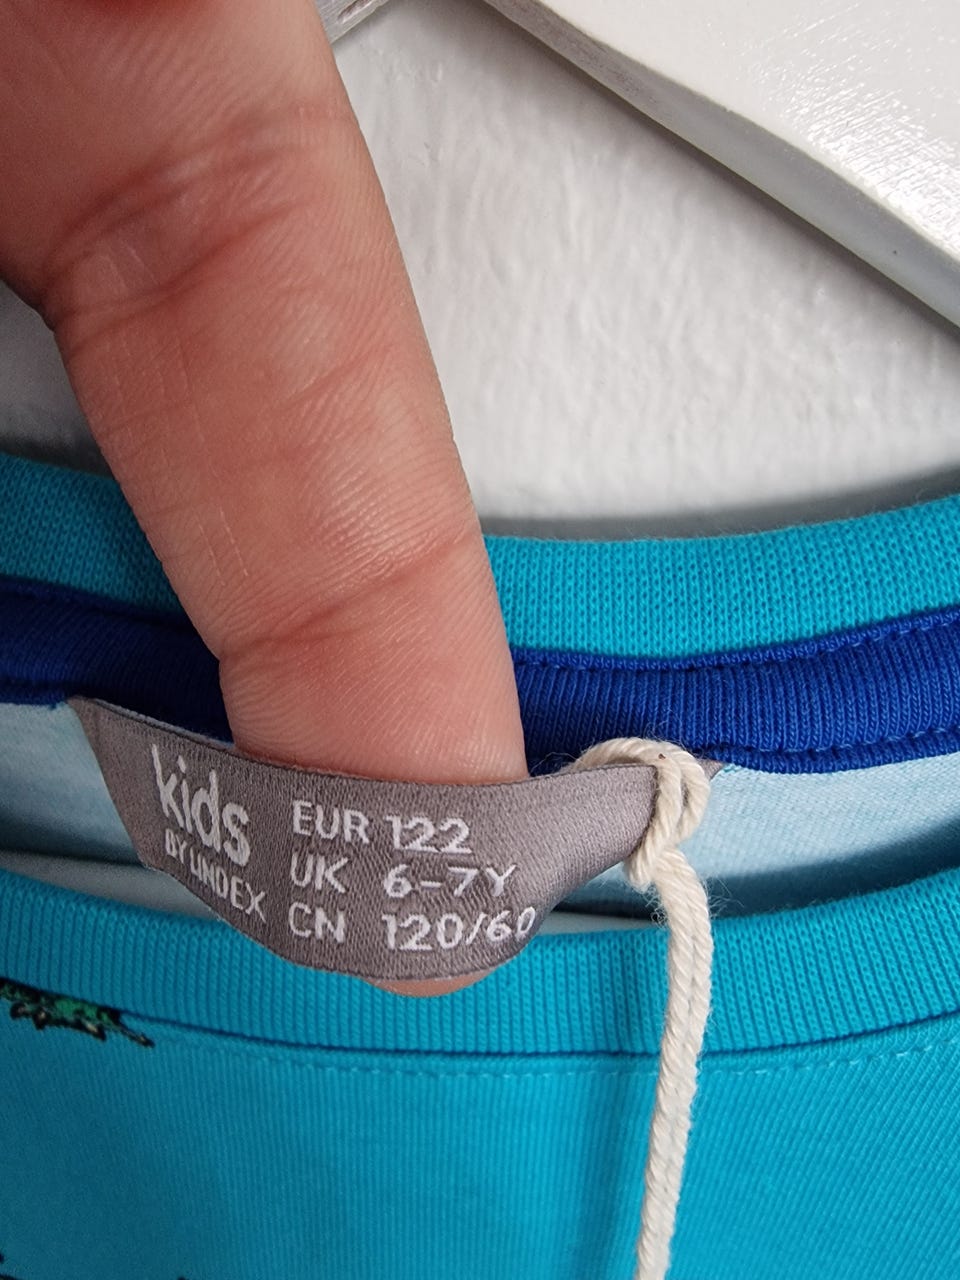 kids
BY LINDEX
EUR 122
UK 6-7Y
CN 120/60